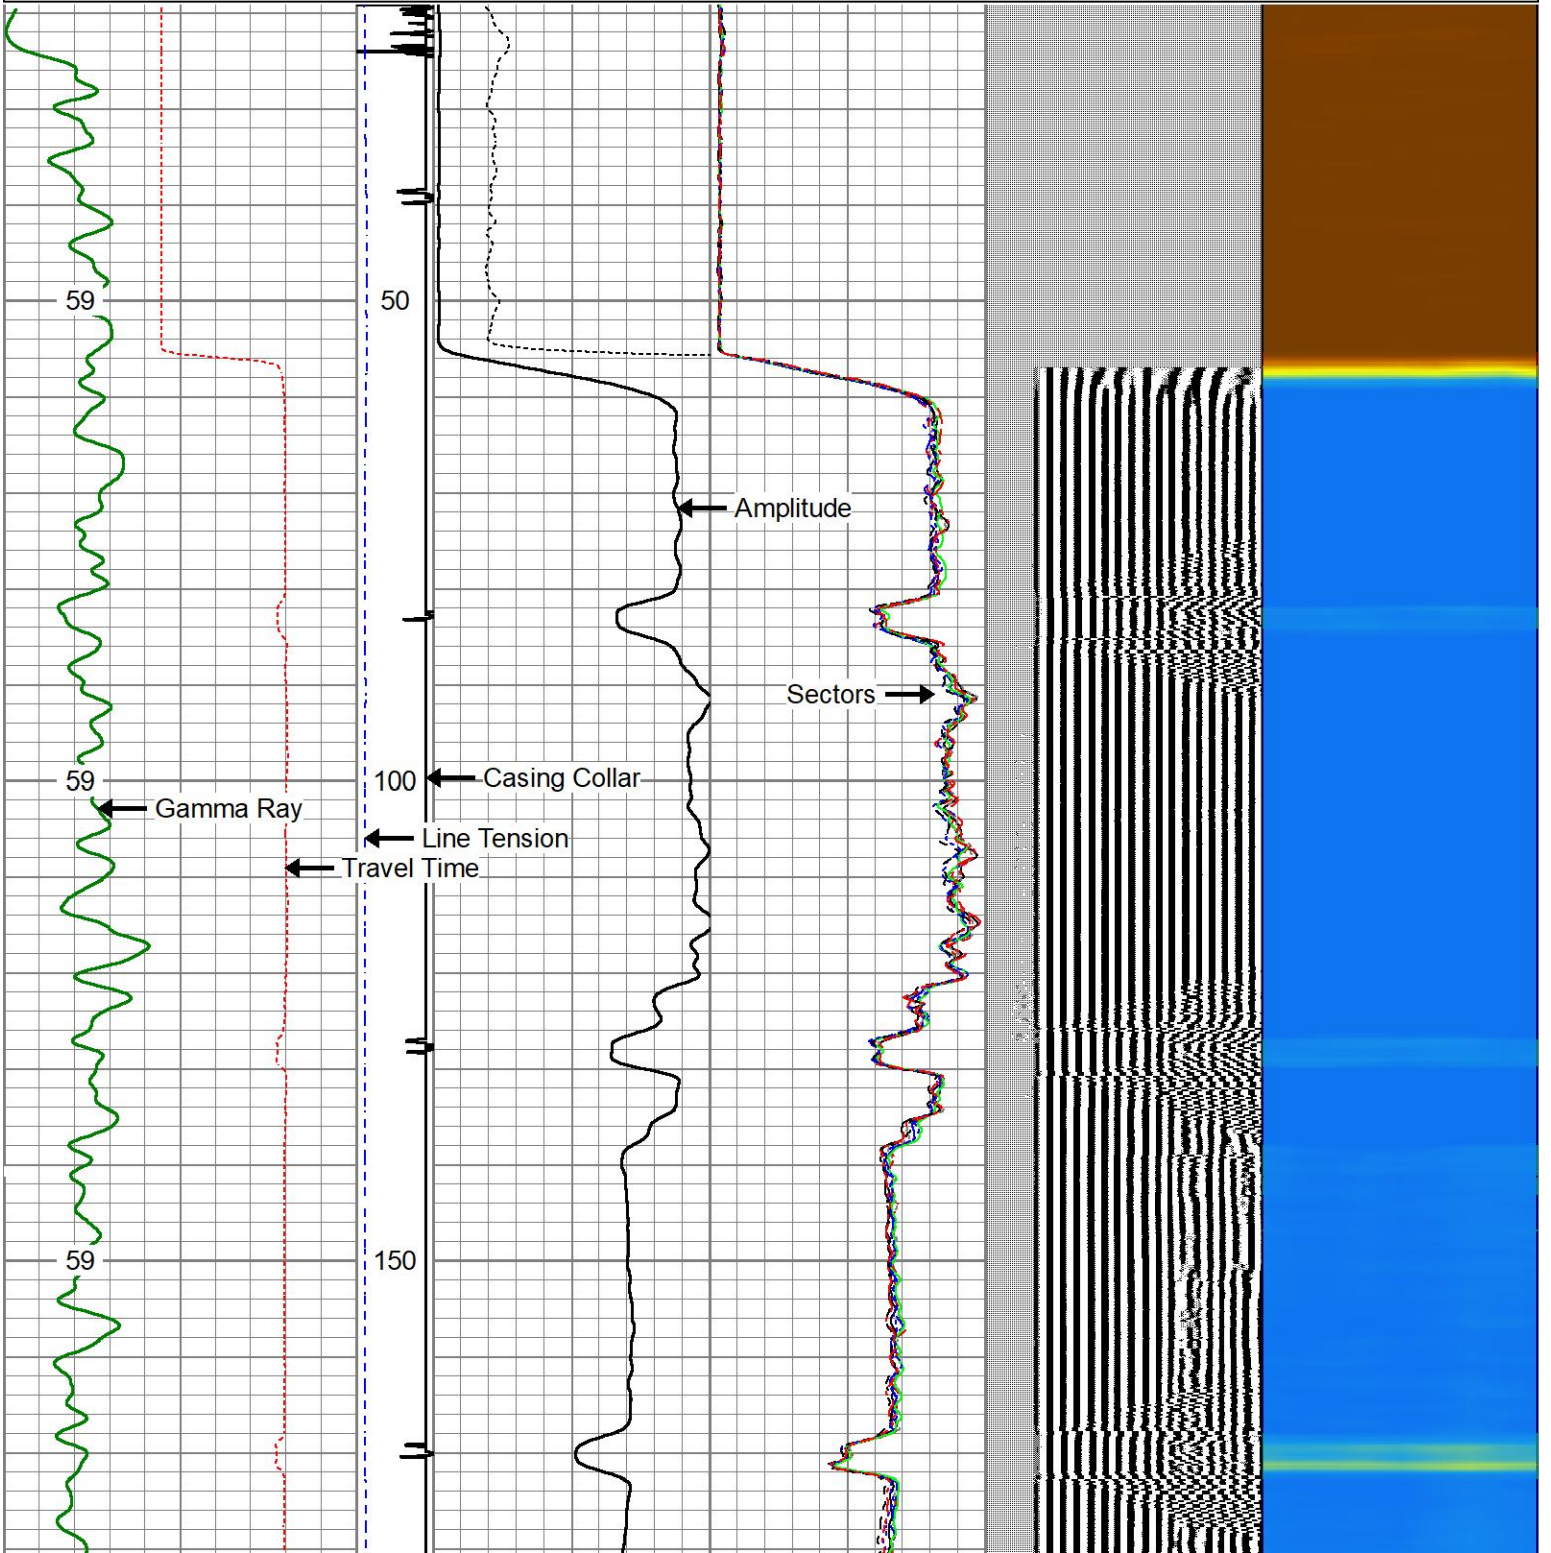 59
50
Amplitude
Sectors
59
100
Casing Collar
Gamma Ray
Line Tension
Travel Time
59
150